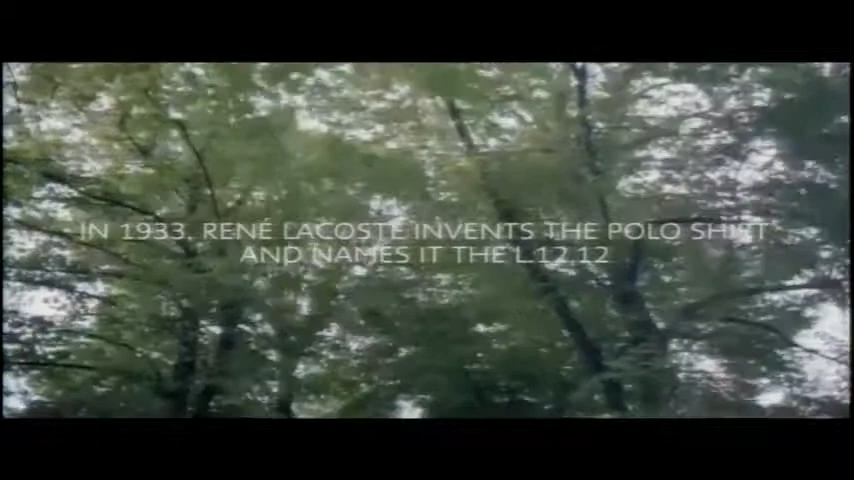 IN 1933. RENÉ LACOSTE INVENTS THE POLO SHIRT
AND NAMES IT THE L.12.12